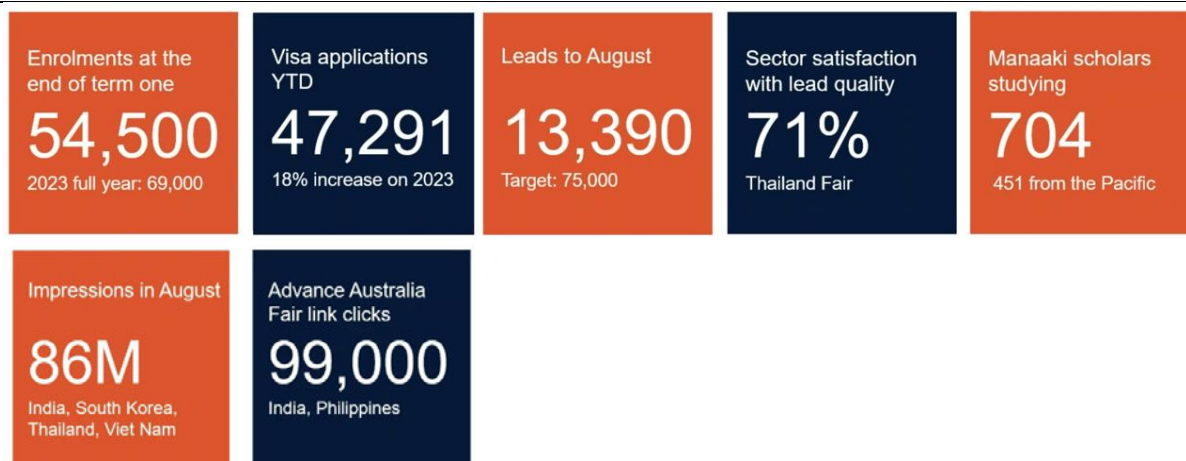 Enrolments at the
end of term one
54,500
2023 full year: 69,000
Visa applications
YTD
47,291
18% increase on 2023
Leads to August
13,390
Target: 75,000
Sector satisfaction
with lead quality
71%
Thailand Fair
Manaaki scholars
studying
704
451 from the Pacific
Impressions in August
86M
India, South Korea,
Thailand, Viet Nam
Advance Australia
Fair link clicks
99,000
India, Philippines